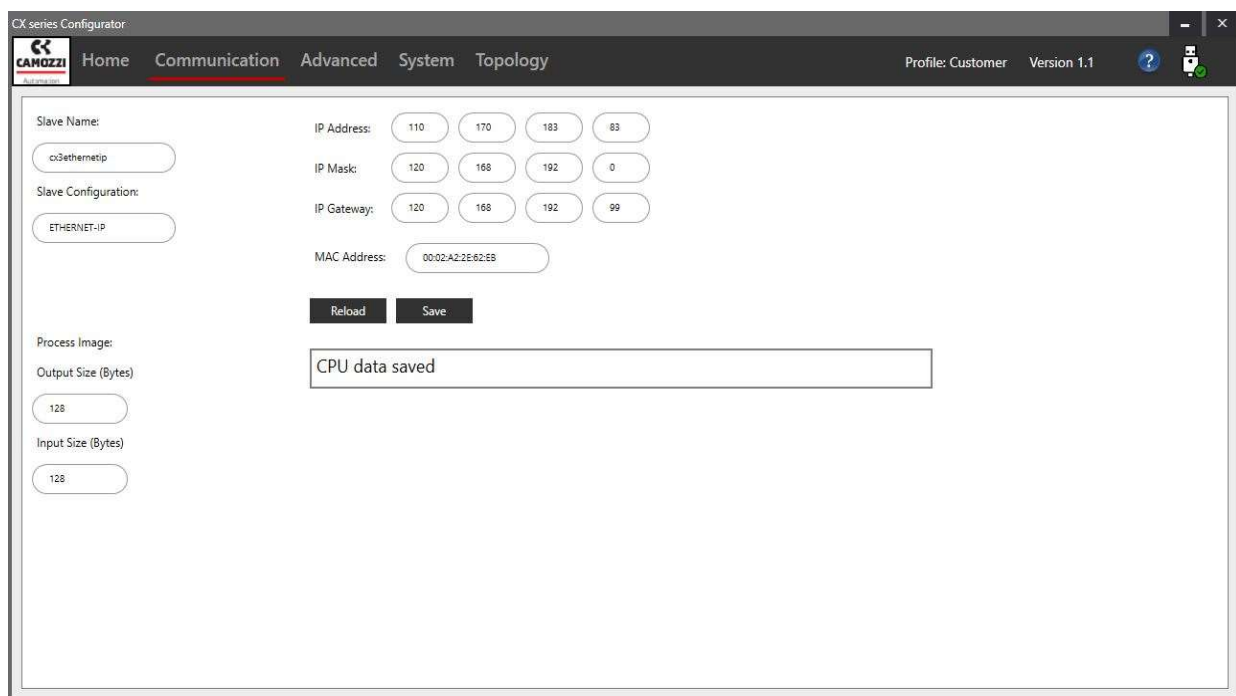 CX series Configurator
CAMOZZI
Automation
Home Communication Advanced System Topology
Profile: Customer Version 1.1
?
Slave Name:
cx3ethernetip
Slave Configuration:
ETHERNET-IP
IP Address: 110 170 183 83
IP Mask: 120 168 192 0
IP Gateway: 120 168 192 99
MAC Address: 00:02:A2:2E:62:EB
Reload Save
CPU data saved
Process Image:
Output Size (Bytes)
128
Input Size (Bytes)
128